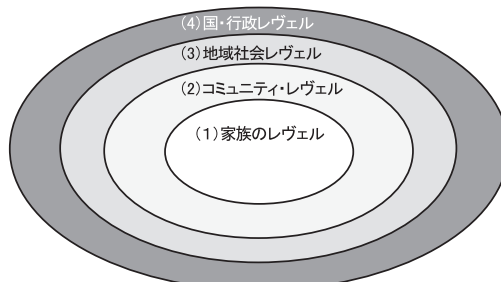 (4)国・行政レヴェル
(3)地域社会レヴェル
(2)コミュニティ・レヴェル
(1)家族のレヴェル